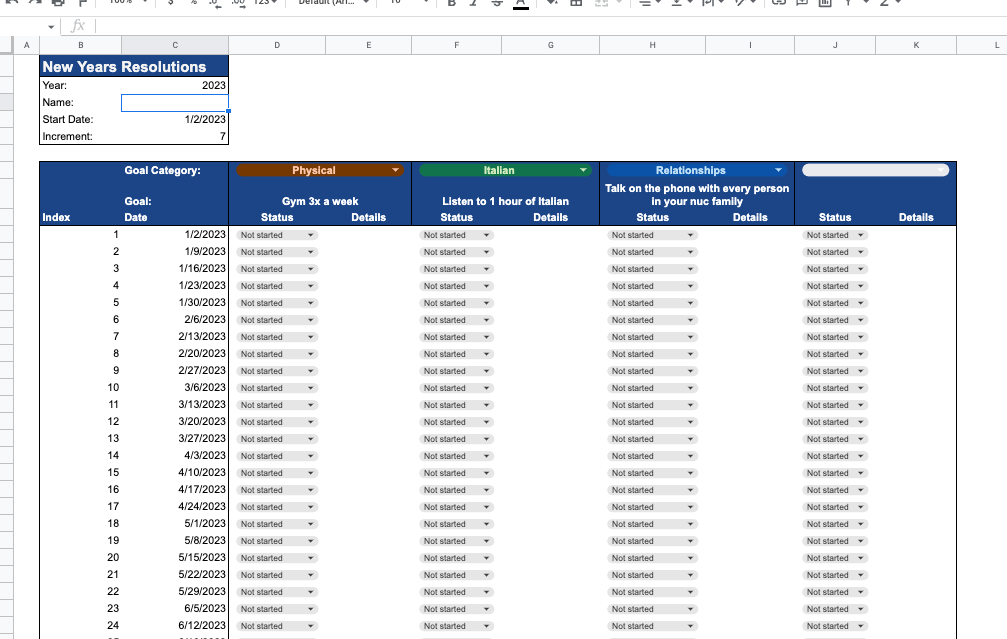 $ % .0 .00 123 Default (Ari... B
fx
A B C D E F G H I J K L
New Years Resolutions
Year: 2023
Name:
Start Date: 1/2/2023
Increment: 7
Goal Category: Physical Italian Relationships
Goal: Gym 3x a week Listen to 1 hour of Italian Talk on the phone with every person
in your nuc family
Index Date Status Details Status Details Status Details Status Details
1 1/2/2023 Not started Not started Not started Not started
2 1/9/2023 Not started Not started Not started Not started
3 1/16/2023 Not started Not started Not started Not started
4 1/23/2023 Not started Not started Not started Not started
5 1/30/2023 Not started Not started Not started Not started
6 2/6/2023 Not started Not started Not started Not started
7 2/13/2023 Not started Not started Not started Not started
8 2/20/2023 Not started Not started Not started Not started
9 2/27/2023 Not started Not started Not started Not started
10 3/6/2023 Not started Not started Not started Not started
11 3/13/2023 Not started Not started Not started Not started
12 3/20/2023 Not started Not started Not started Not started
13 3/27/2023 Not started Not started Not started Not started
14 4/3/2023 Not started Not started Not started Not started
15 4/10/2023 Not started Not started Not started Not started
16 4/17/2023 Not started Not started Not started Not started
17 4/24/2023 Not started Not started Not started Not started
18 5/1/2023 Not started Not started Not started Not started
19 5/8/2023 Not started Not started Not started Not started
20 5/15/2023 Not started Not started Not started Not started
21 5/22/2023 Not started Not started Not started Not started
22 5/29/2023 Not started Not started Not started Not started
23 6/5/2023 Not started Not started Not started Not started
24 6/12/2023 Not started Not started Not started Not started